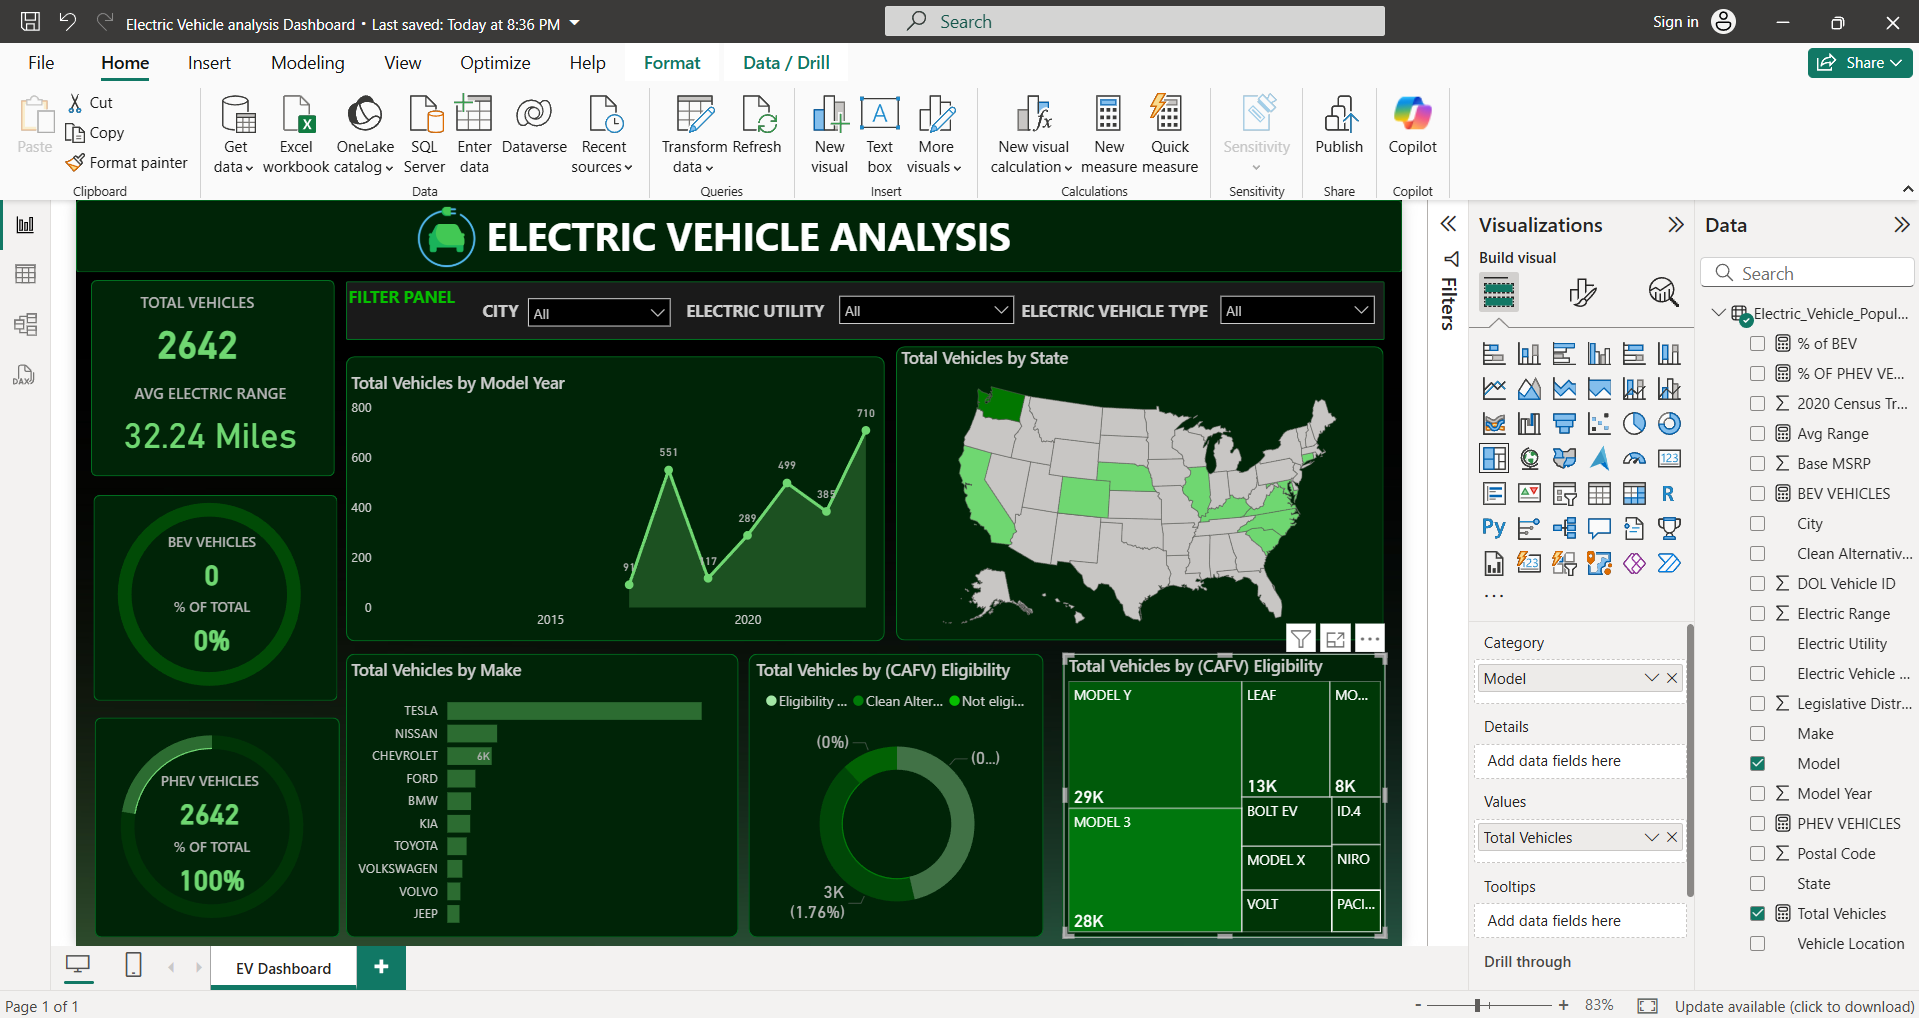 Electric Vehicle analysis Dashboard • Last saved: Today at 8:36 PM
Search
Sign in
File
Home
Insert
Modeling
View
Optimize
Help
Format
Data / Drill
Share
Paste
Cut
Copy
Format painter
Clipboard
Get data
Excel workbook
OneLake catalog
SQL Server
Enter data
Dataverse
Recent sources
Data
Transform data
Refresh
Queries
New visual
Text box
More visuals
Insert
New visual calculation
New measure
Quick measure
Calculations
Sensitivity
Sensitivity
Publish
Share
Copilot
Copilot
DAX
ELECTRIC VEHICLE ANALYSIS
TOTAL VEHICLES
2642
AVG ELECTRIC RANGE
32.24 Miles
FILTER PANEL
CITY
All
ELECTRIC UTILITY
All
ELECTRIC VEHICLE TYPE
All
BEV VEHICLES
0
% OF TOTAL
0%
PHEV VEHICLES
2642
% OF TOTAL
100%
Total Vehicles by Model Year
800
600
400
200
0
91
551
117
289
499
385
710
2015
2020
Total Vehicles by State
Total Vehicles by Make
TESLA
NISSAN
CHEVROLET
6K
FORD
BMW
KIA
TOYOTA
VOLKSWAGEN
VOLVO
JEEP
Total Vehicles by (CAFV) Eligibility
Eligibility ...
Clean Alter...
Not eligi...
(0%)
(0...)
3K
(1.76%)
Total Vehicles by (CAFV) Eligibility
MODEL Y
29K
MODEL 3
28K
LEAF
13K
MO...
8K
BOLT EV
ID.4
MODEL X
NIRO
VOLT
PACI...
Filters
Visualizations
Build visual
123
R
Py
123
...
Category
Model
Details
Add data fields here
Values
Total Vehicles
Tooltips
Add data fields here
Drill through
Data
Search
Electric_Vehicle_Popul...
% of BEV
% OF PHEV VE...
2020 Census Tr...
Avg Range
Base MSRP
BEV VEHICLES
City
Clean Alternativ...
DOL Vehicle ID
Electric Range
Electric Utility
Electric Vehicle ...
Legislative Distr...
Make
Model
Model Year
PHEV VEHICLES
Postal Code
State
Total Vehicles
Vehicle Location
EV Dashboard
+
Page 1 of 1
- + 83%
Update available (click to download)